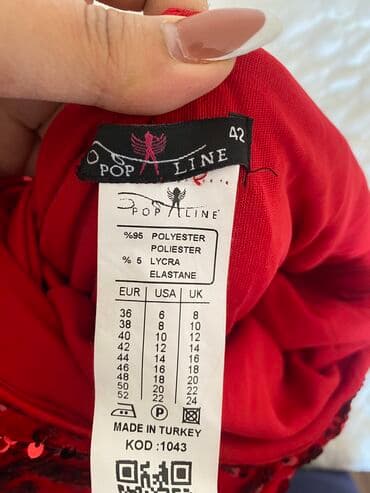 42
POP LINE
POP LINE
%95 POLYESTER
POLIESTER
% 5 LYCRA
ELASTANE
EUR USA UK
36 6 8
38 8 10
40 10 12
42 12 14
44 14 16
46 16 18
48 18 20
50 20 22
52 22 24
P
MADE IN TURKEY
KOD :1043